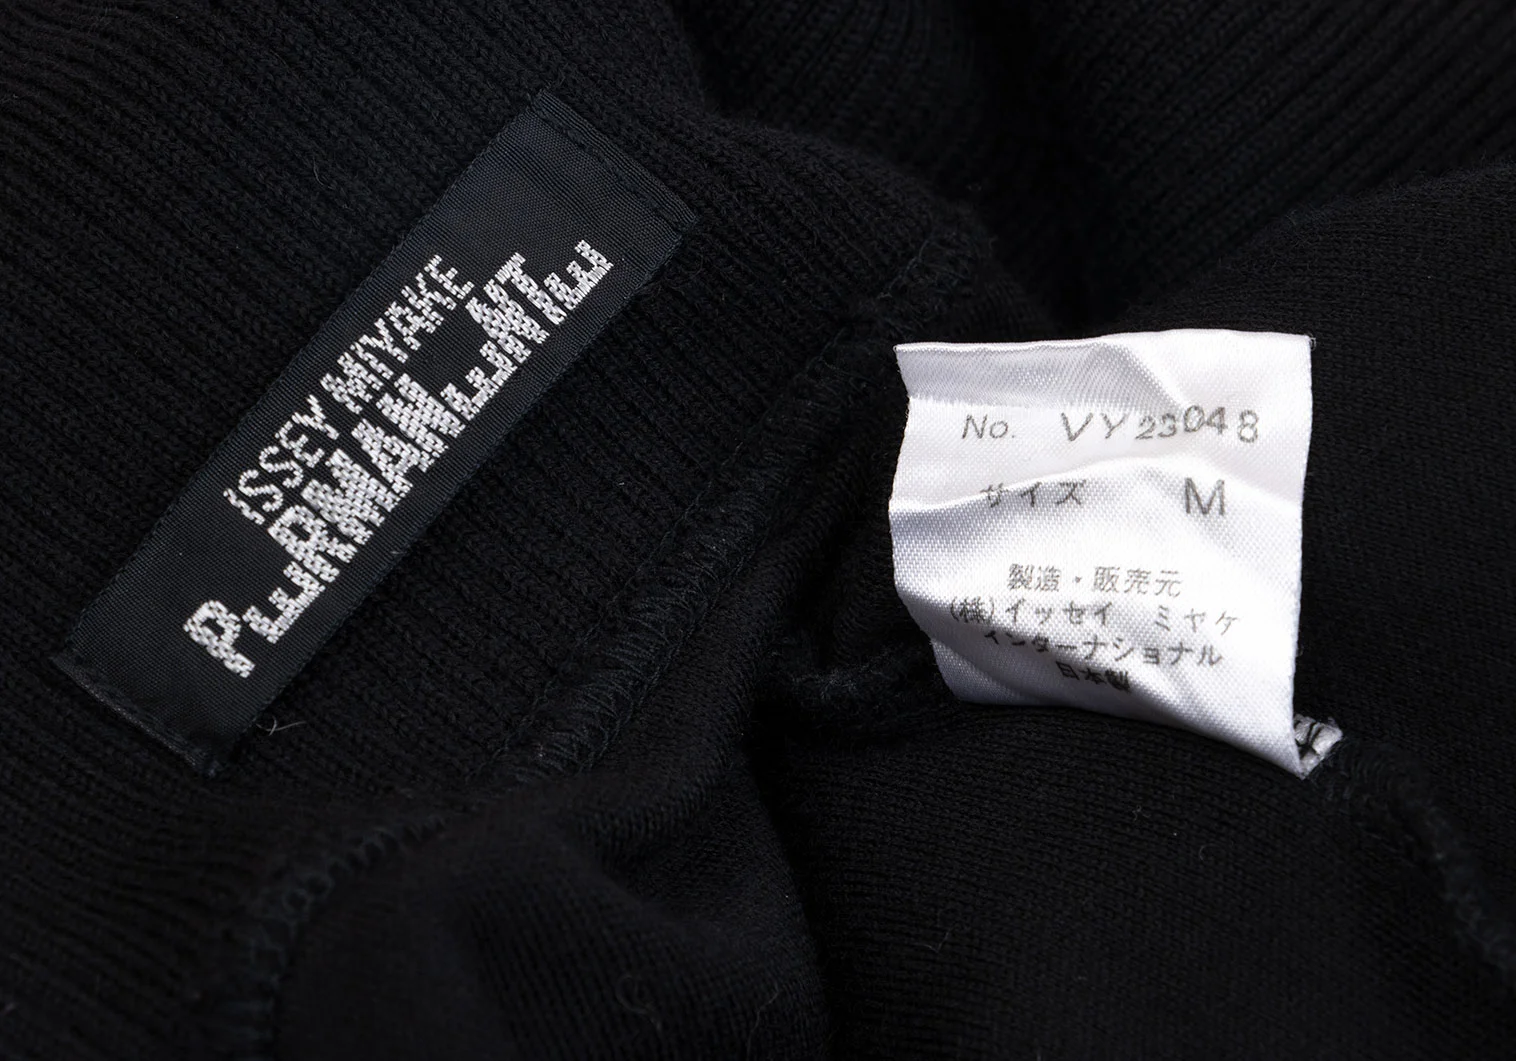 ISSEY MIYAKE
PERMANENTE
No. VY23048
サイズ M
製造・販売元
(株)イッセイ ミヤケ
インターナショナル
日本製